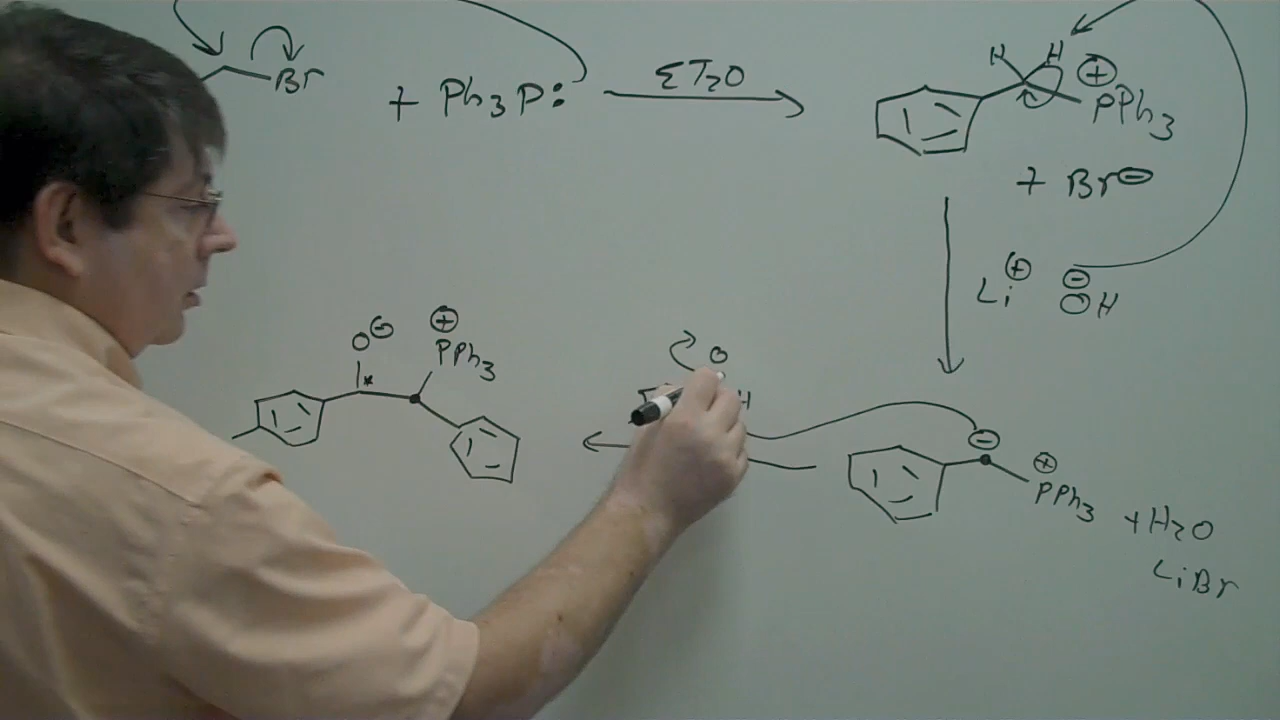 Br + Ph3P: ET2O H H ⊕ PPh3
+ Br⊖
Li⊕ ⊖OH
O⊖ ⊕ PPh3 O H
*
⊖ ⊕ PPh3 + H2O
LiBr